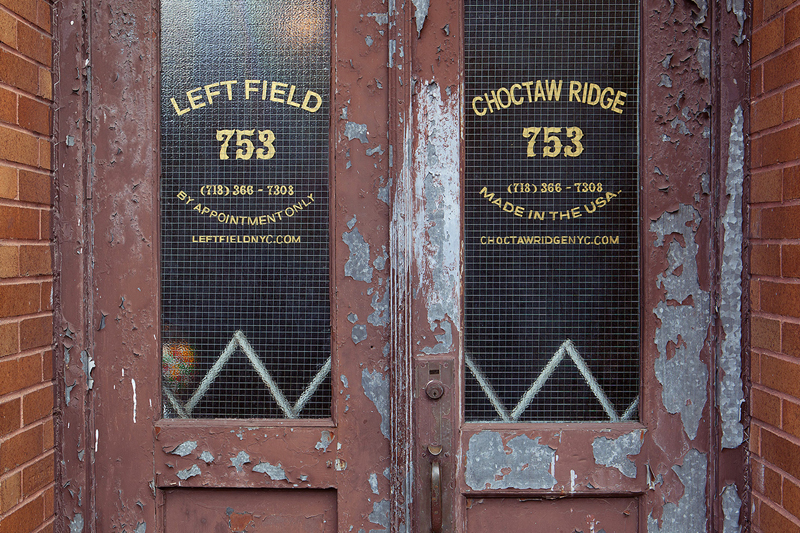 LEFT FIELD
753
(718) 366 - 7308
BY APPOINTMENT ONLY
LEFTFIELDNYC.COM
CHOCTAW RIDGE
753
(718) 366 - 7308
MADE IN THE USA.
CHOCTAWRIDGENYC.COM